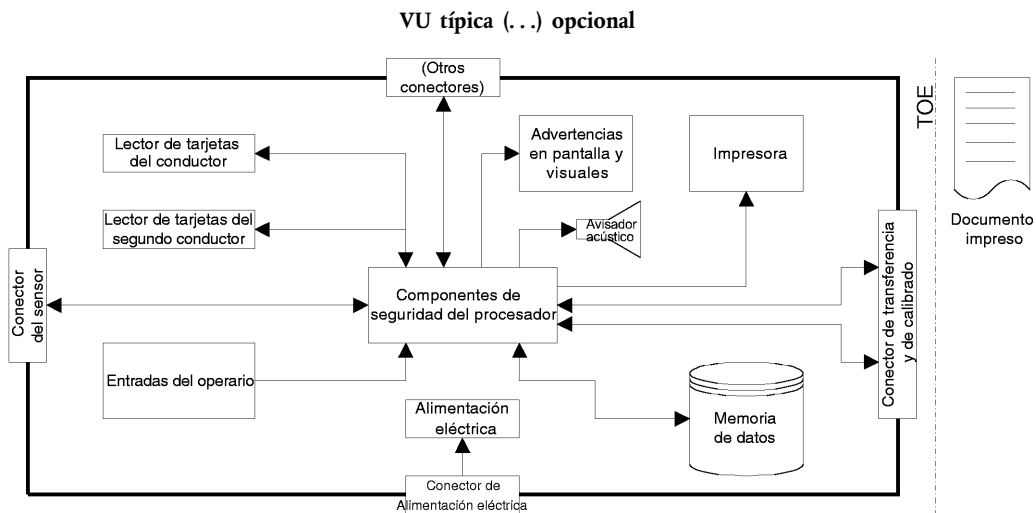 VU típica (...) opcional
(Otros
conectores)
TOE
Lector de tarjetas
del conductor
Advertencias
en pantalla y
visuales
Impresora
Lector de tarjetas del
segundo conductor
Avisador
acústico
Documento
impreso
Conector
del sensor
Componentes de
seguridad del procesador
Conector de transferencia
y de calibrado
Entradas del operario
Alimentación
eléctrica
Memoria
de datos
Conector de
Alimentación eléctrica